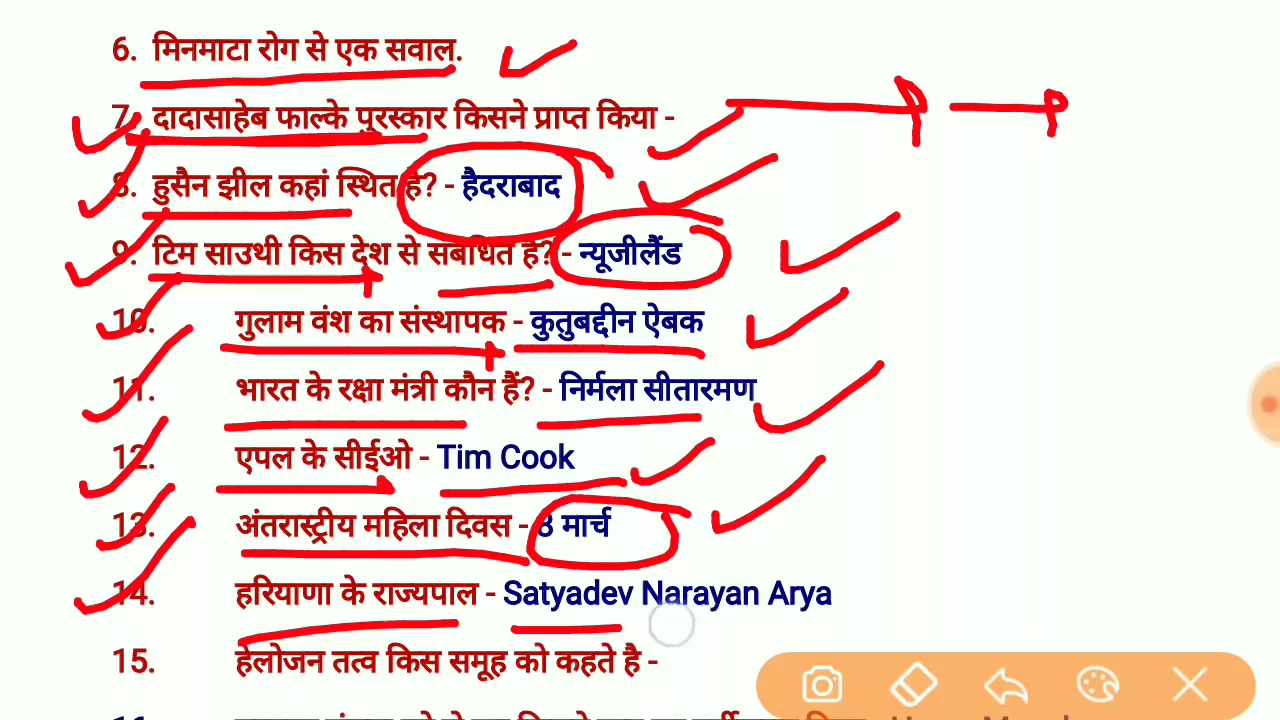 6. मिनमाटा रोग से एक सवाल.
7. दादासाहेब फाल्के पुरस्कार किसने प्राप्त किया -
8. हुसैन झील कहां स्थित है? - हैदराबाद
9. टिम साउथी किस देश से संबंधित है? - न्यूजीलैंड
10. गुलाम वंश का संस्थापक - कुतुबद्दीन ऐबक
11. भारत के रक्षा मंत्री कौन हैं? - निर्मला सीतारमण
12. एपल के सीईओ - Tim Cook
13. अंतरास्ट्रीय महिला दिवस - 8 मार्च
14. हरियाणा के राज्यपाल - Satyadev Narayan Arya
15. हेलोजन तत्व किस समूह को कहते है -